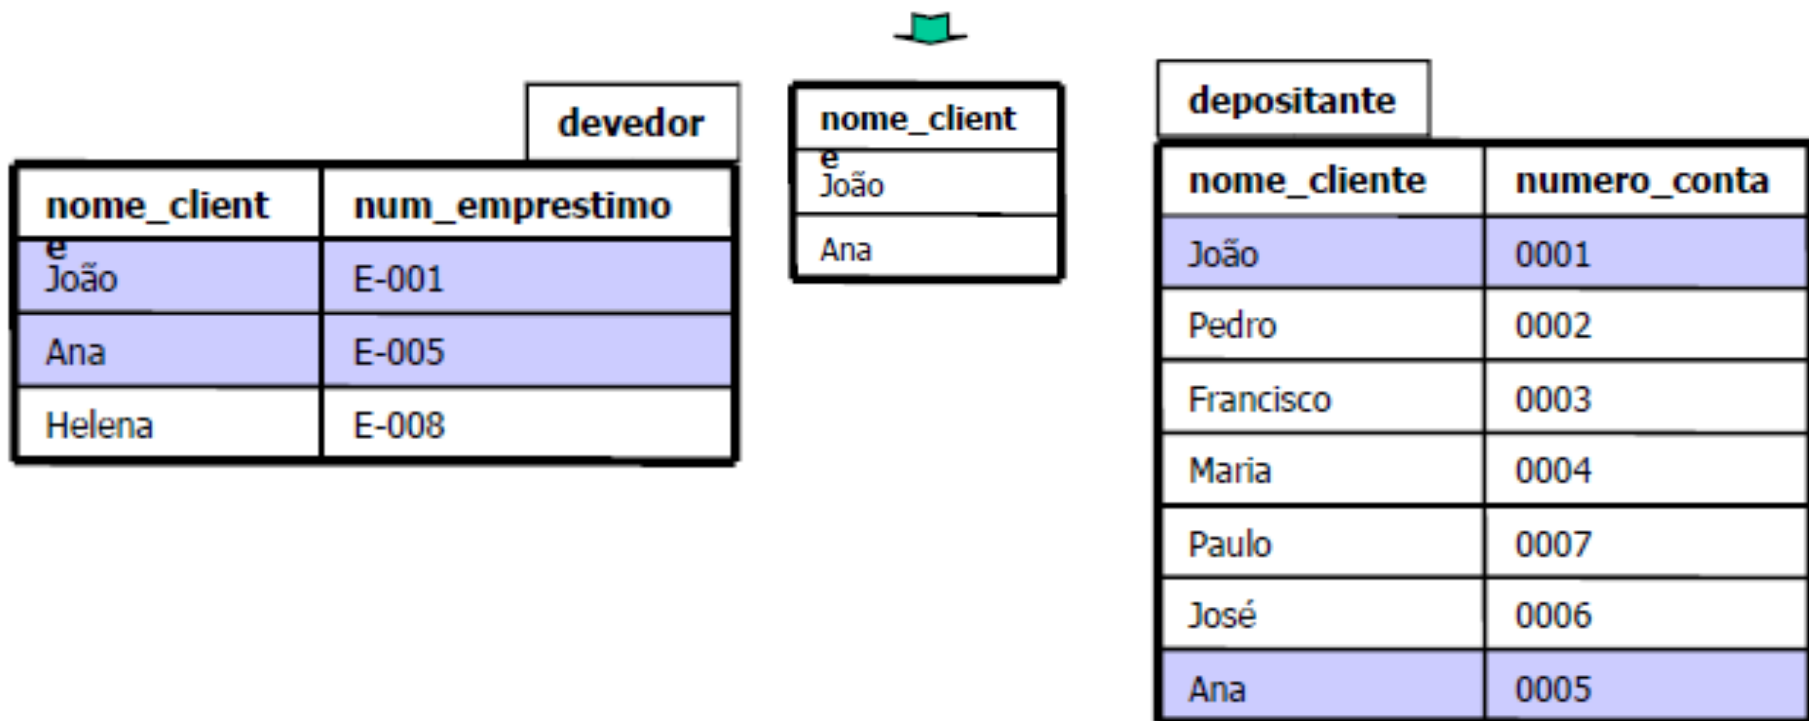 devedor
nome_client
e
num_emprestimo
João
E-001
Ana
E-005
Helena
E-008
nome_client
e
João
Ana
depositante
nome_cliente
numero_conta
João
0001
Pedro
0002
Francisco
0003
Maria
0004
Paulo
0007
José
0006
Ana
0005